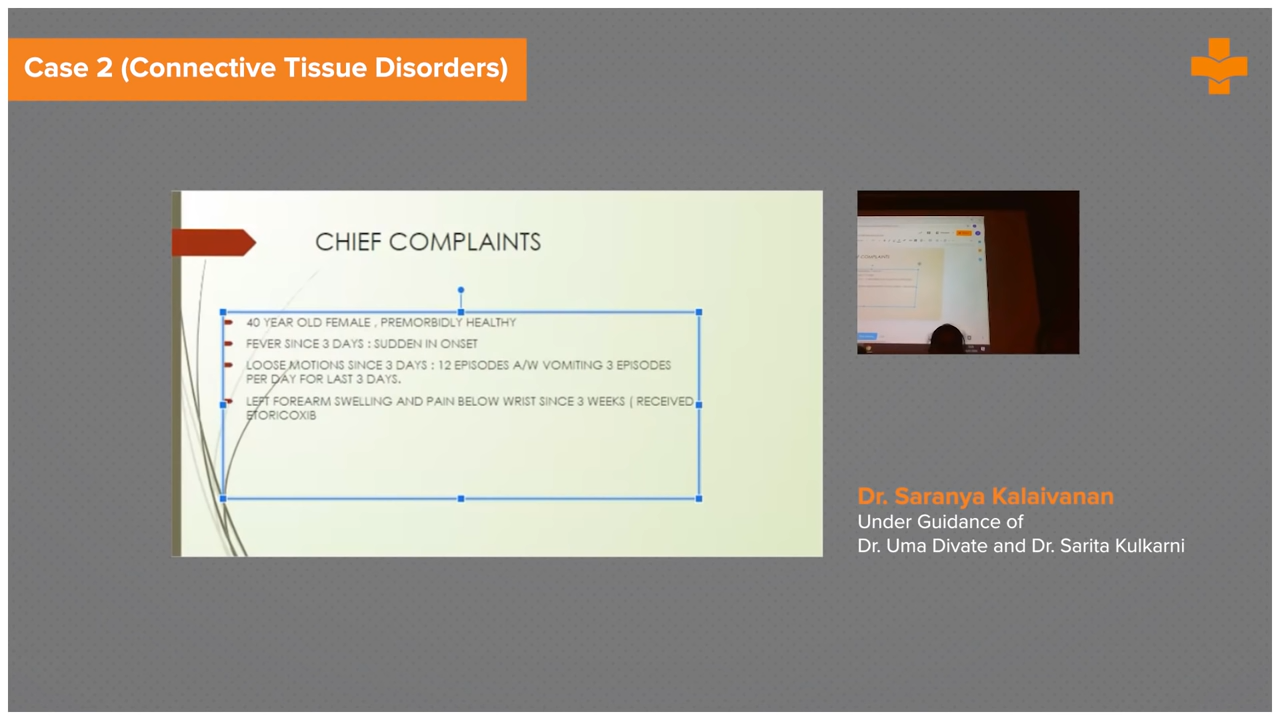 Case 2 (Connective Tissue Disorders)
CHIEF COMPLAINTS
40 YEAR OLD FEMALE , PREMORBIDLY HEALTHY
FEVER SINCE 3 DAYS : SUDDEN IN ONSET
LOOSE MOTIONS SINCE 3 DAYS : 12 EPISODES A/W VOMITING 3 EPISODES
PER DAY FOR LAST 3 DAYS.
LEFT FOREARM SWELLING AND PAIN BELOW WRIST SINCE 3 WEEKS ( RECEIVED
ETORICOXIB
Dr. Saranya Kalaivanan
Under Guidance of
Dr. Uma Divate and Dr. Sarita Kulkarni